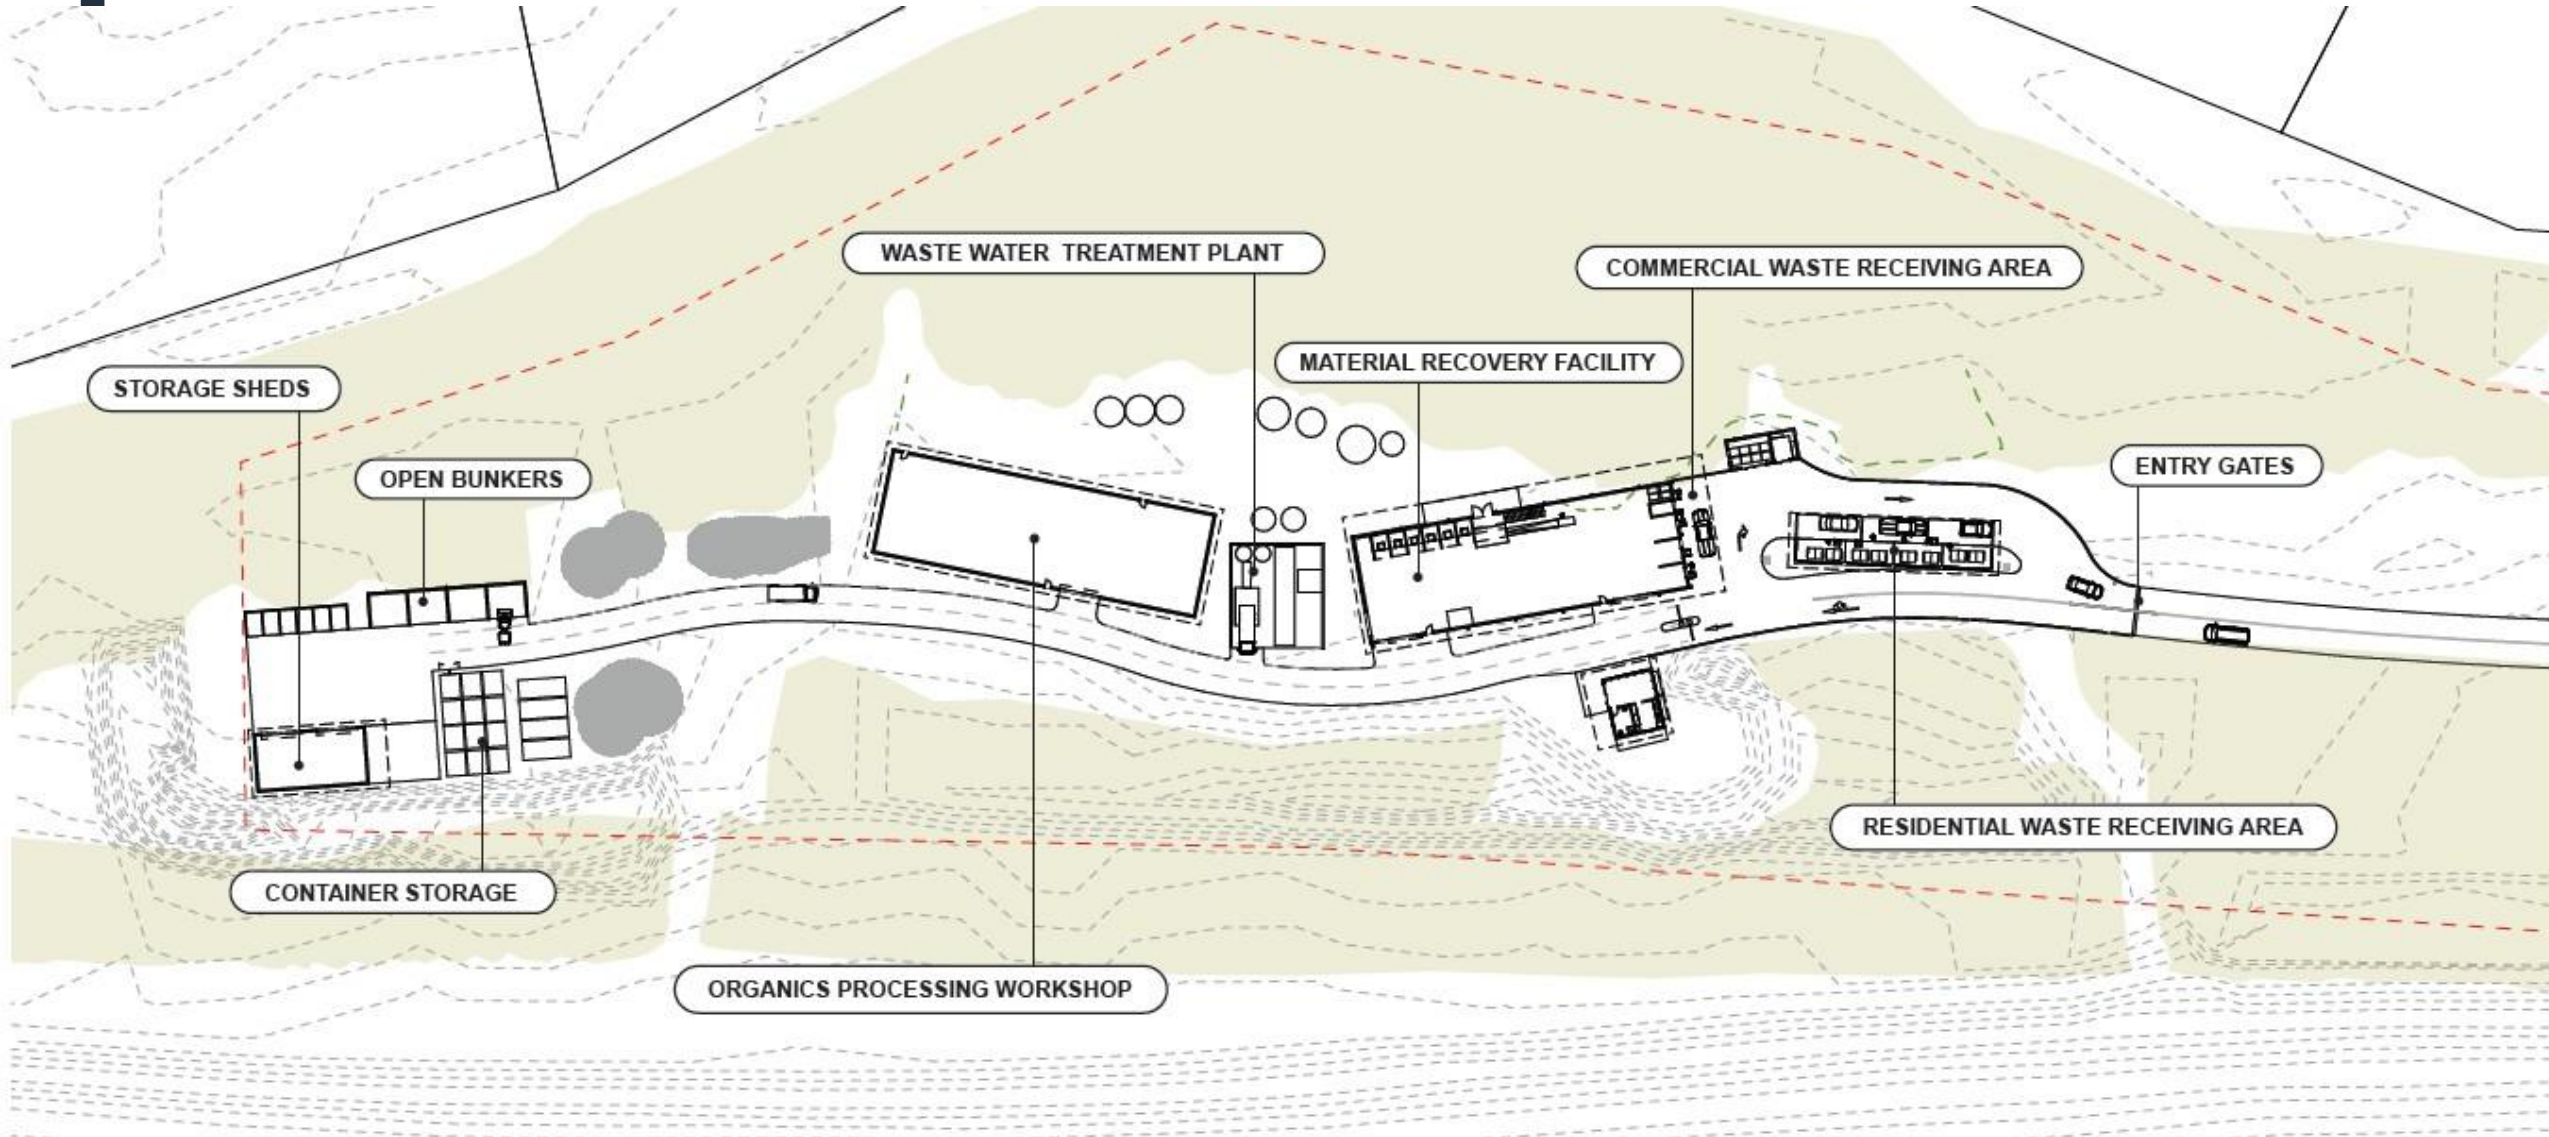 WASTE WATER TREATMENT PLANT
COMMERCIAL WASTE RECEIVING AREA
MATERIAL RECOVERY FACILITY
STORAGE SHEDS
OPEN BUNKERS
ENTRY GATES
RESIDENTIAL WASTE RECEIVING AREA
CONTAINER STORAGE
ORGANICS PROCESSING WORKSHOP